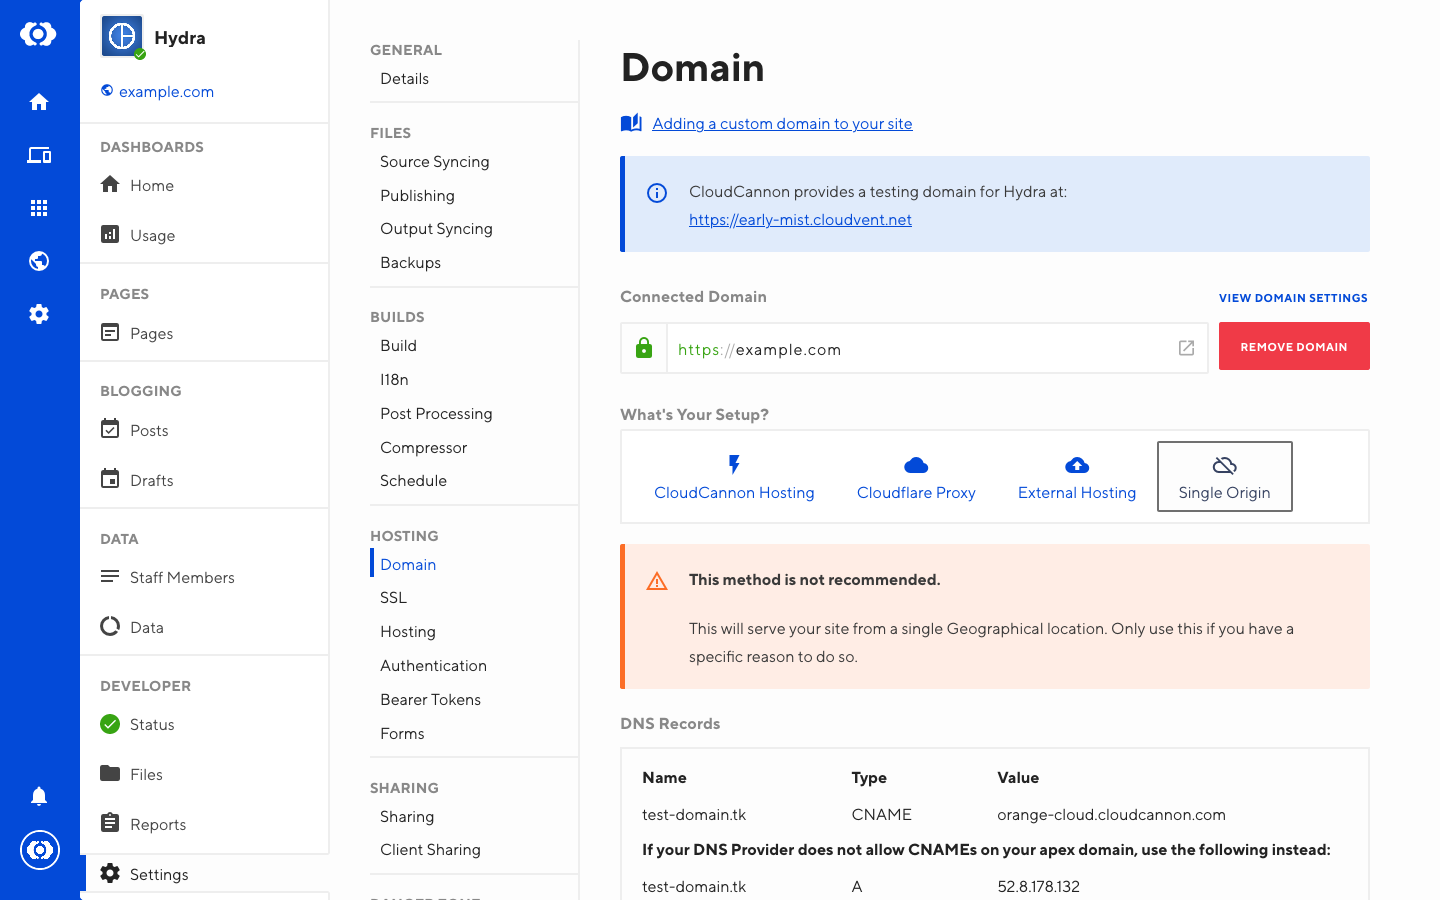 Hydra
example.com
DASHBOARDS
Home
Usage
PAGES
Pages
BLOGGING
Posts
Drafts
DATA
Staff Members
Data
DEVELOPER
Status
Files
Reports
Settings
GENERAL
Details
FILES
Source Syncing
Publishing
Output Syncing
Backups
BUILDS
Build
I18n
Post Processing
Compressor
Schedule
HOSTING
Domain
SSL
Hosting
Authentication
Bearer Tokens
Forms
SHARING
Sharing
Client Sharing
DANGER ZONE
Domain
Adding a custom domain to your site
CloudCannon provides a testing domain for Hydra at:
https://early-mist.cloudvent.net
Connected Domain
VIEW DOMAIN SETTINGS
https://example.com
REMOVE DOMAIN
What's Your Setup?
CloudCannon Hosting
Cloudflare Proxy
External Hosting
Single Origin
This method is not recommended.
This will serve your site from a single Geographical location. Only use this if you have a
specific reason to do so.
DNS Records
Name Type Value
test-domain.tk CNAME orange-cloud.cloudcannon.com
If your DNS Provider does not allow CNAMEs on your apex domain, use the following instead:
test-domain.tk A 52.8.178.132